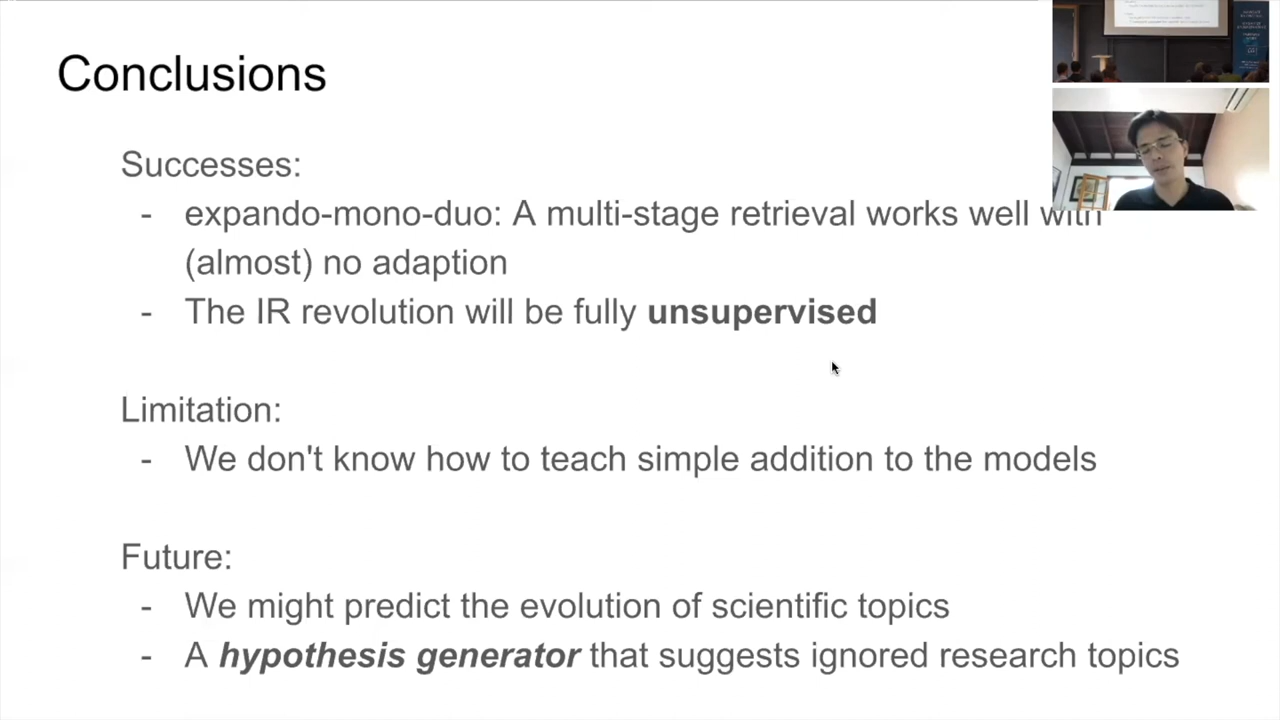 Conclusions
Successes:
- expando-mono-duo: A multi-stage retrieval works well with
(almost) no adaption
- The IR revolution will be fully unsupervised
Limitation:
- We don't know how to teach simple addition to the models
Future:
- We might predict the evolution of scientific topics
- A hypothesis generator that suggests ignored research topics